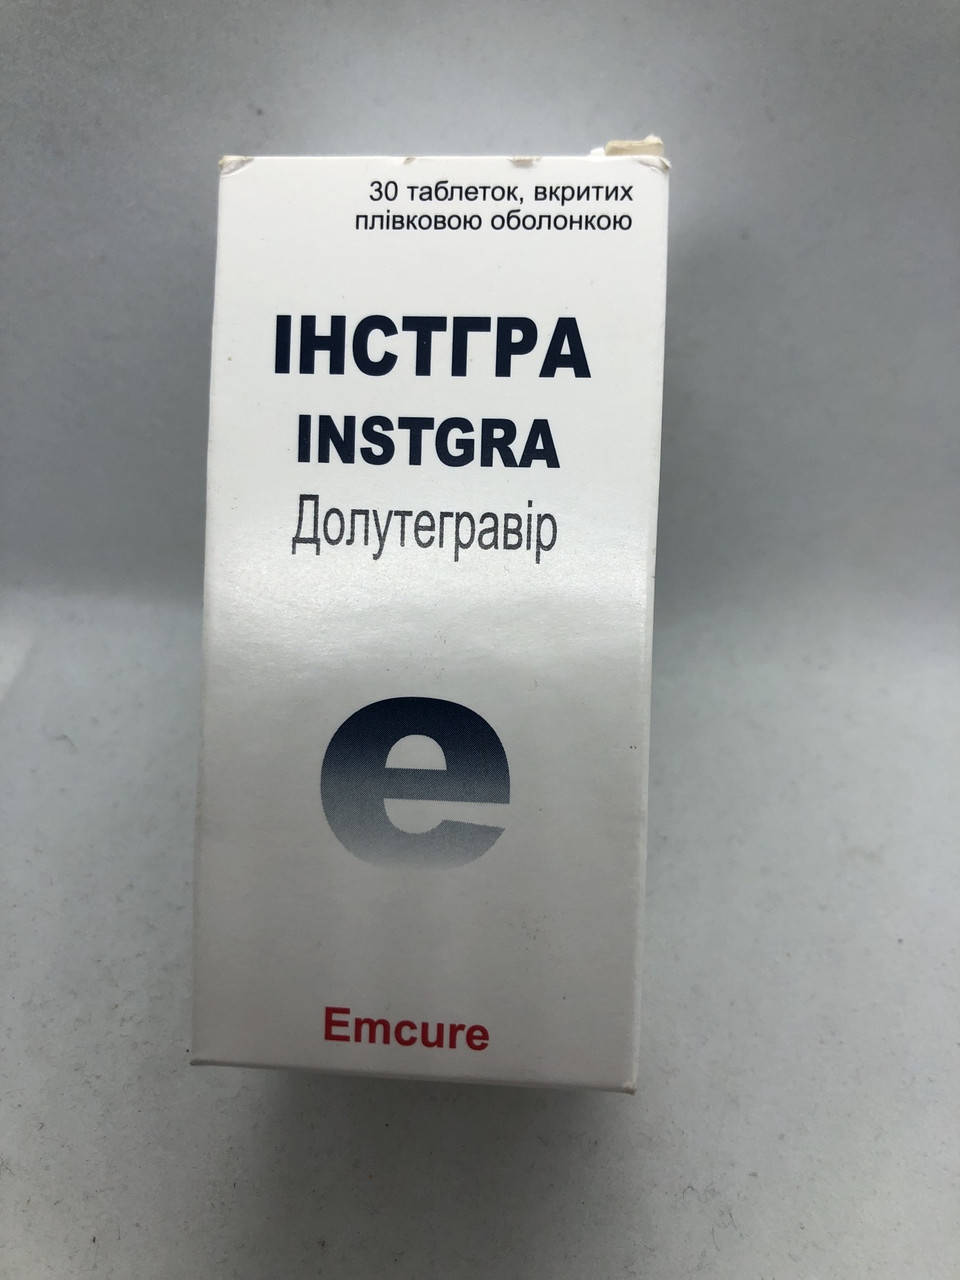 30 таблеток, вкритих
плівковою оболонкою
ІНСТГРА
INSTGRA
Долутегравір
e
Emcure